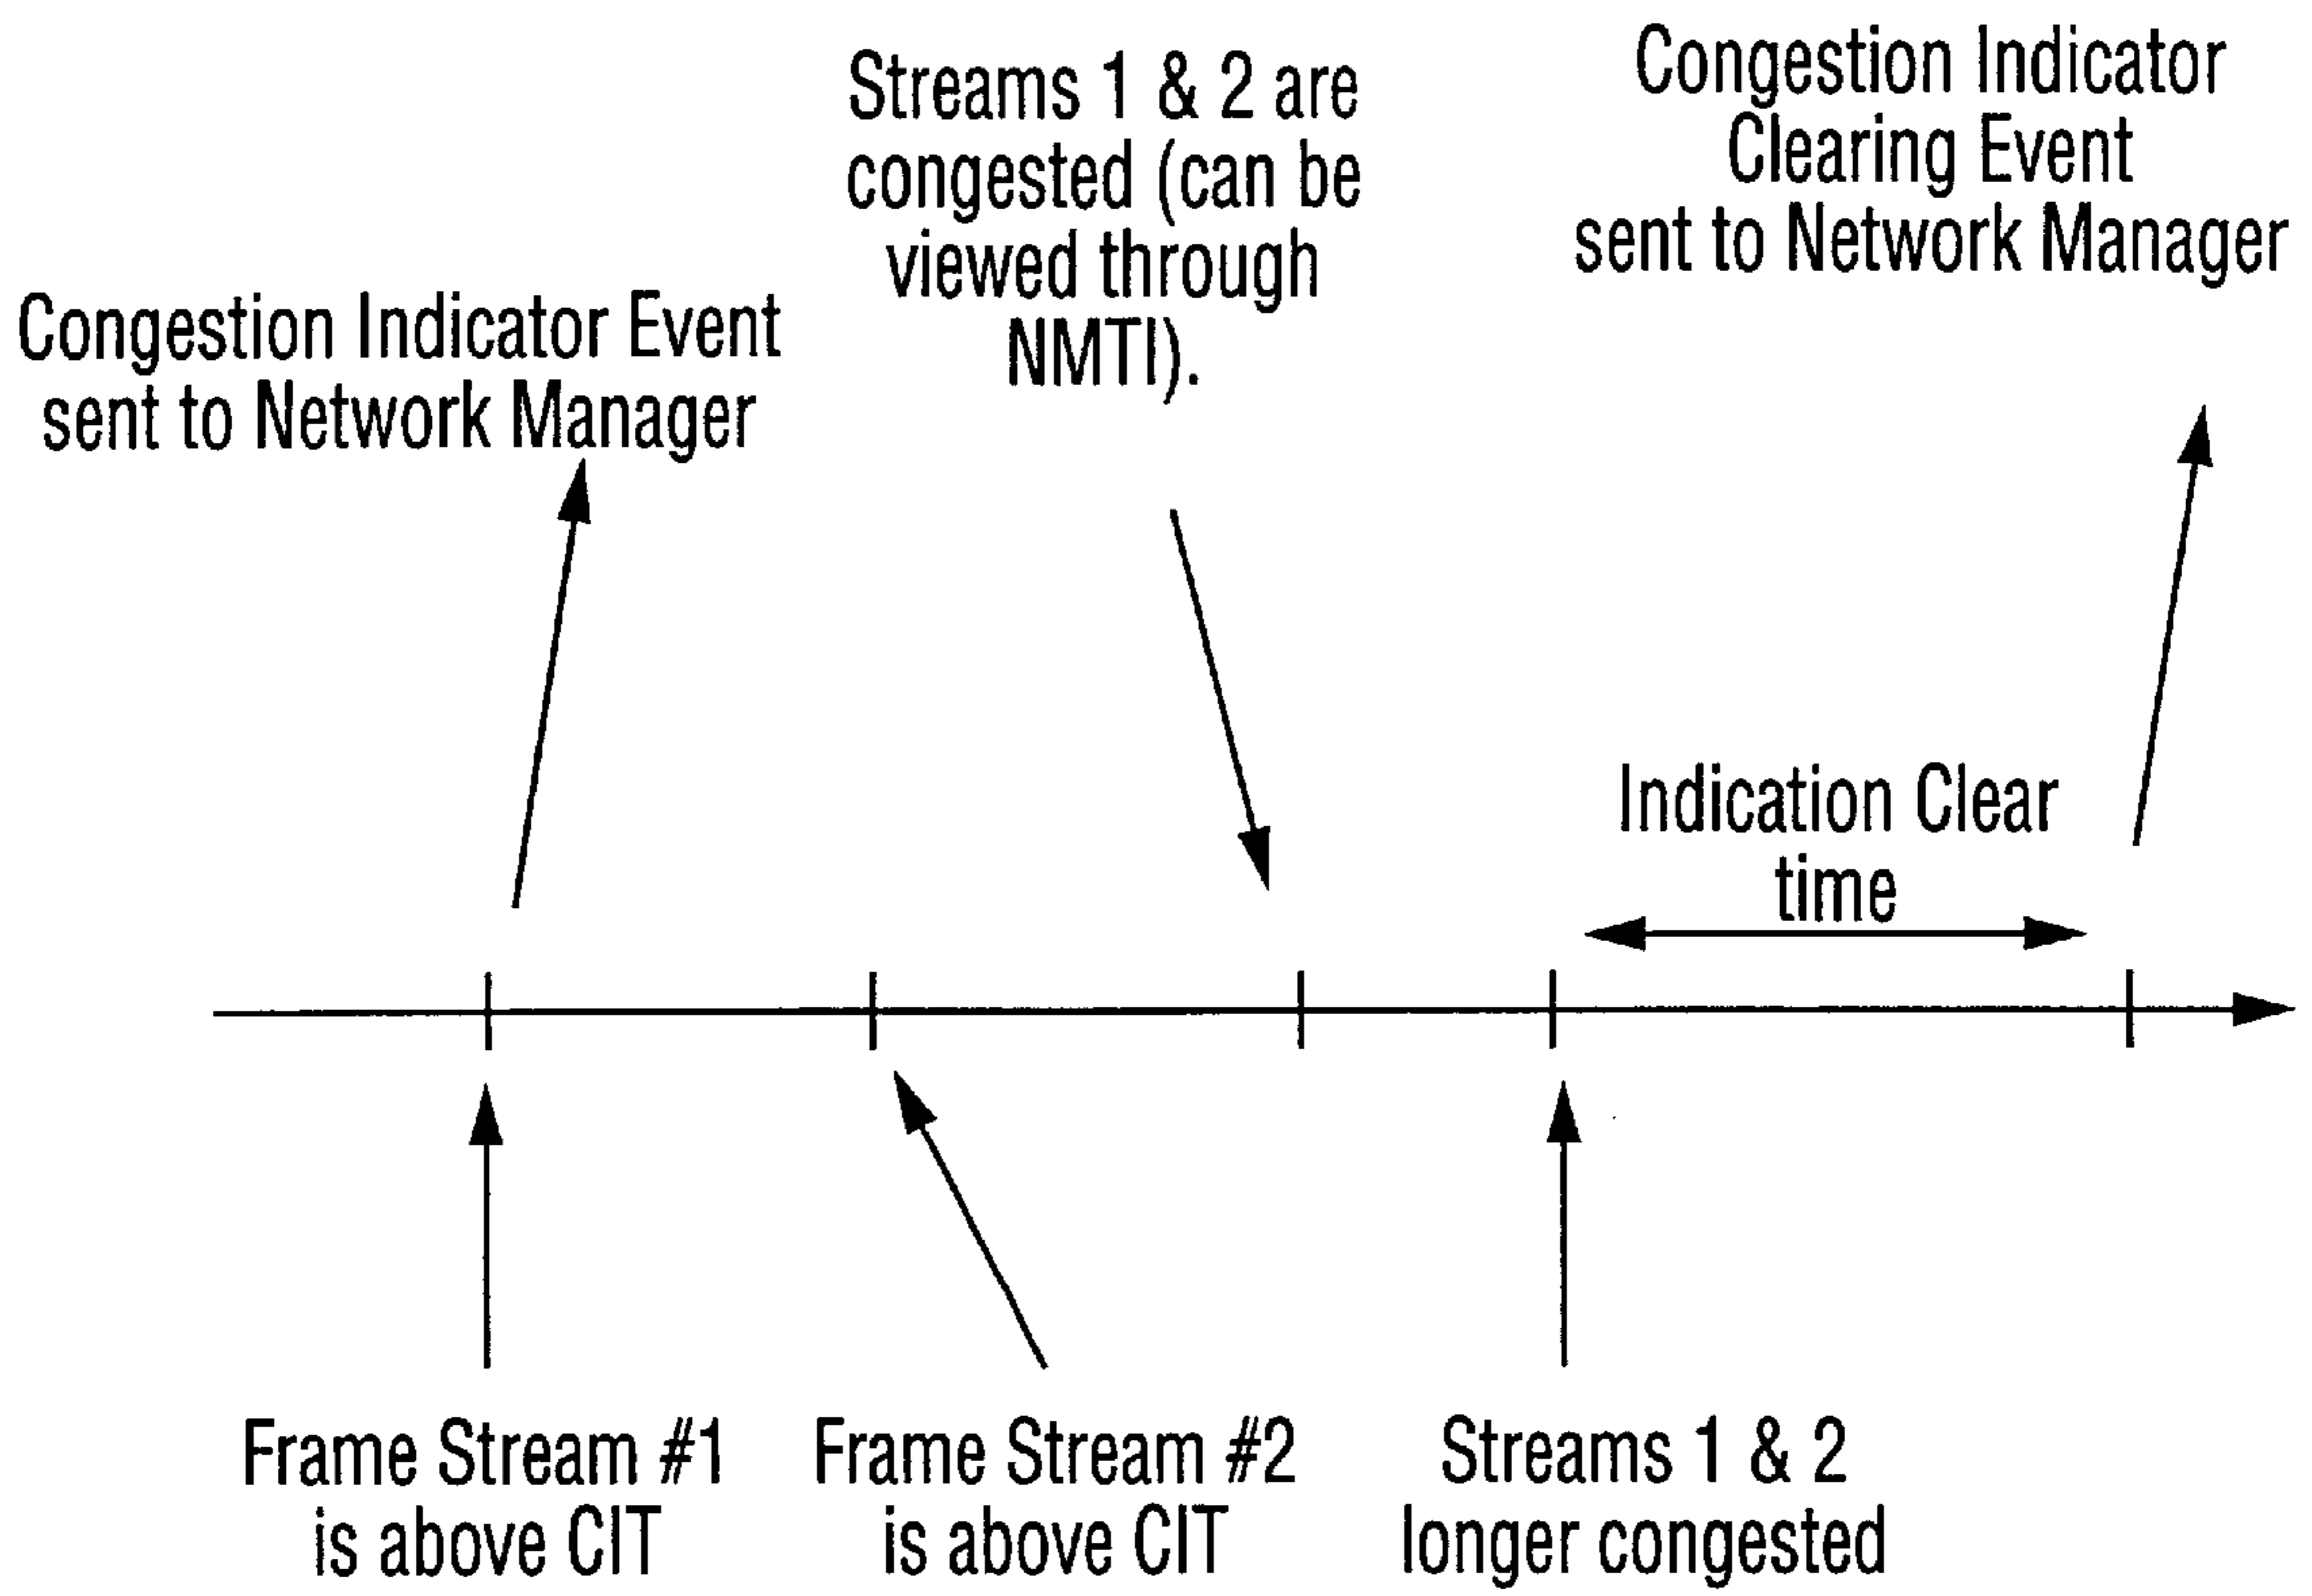 Congestion Indicator Event
sent to Network Manager
Streams 1 & 2 are
congested (can be
viewed through
NMTI).
Congestion Indicator
Clearing Event
sent to Network Manager
Indication Clear
time
Frame Stream #1
is above CIT
Frame Stream #2
is above CIT
Streams 1 & 2
longer congested